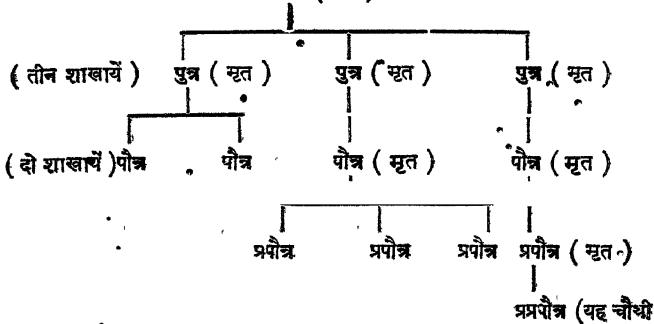 ( तीन शाखायें ) पुत्र ( मृत ) पुत्र ( मृत ) पुत्र ( मृत )
( दो शाखायें ) पौत्र पौत्र पौत्र ( मृत ) पौत्र ( मृत )
प्रपौत्र प्रपौत्र प्रपौत्र प्रपौत्र ( मृत )
प्रप्रपौत्र (यह चौथी